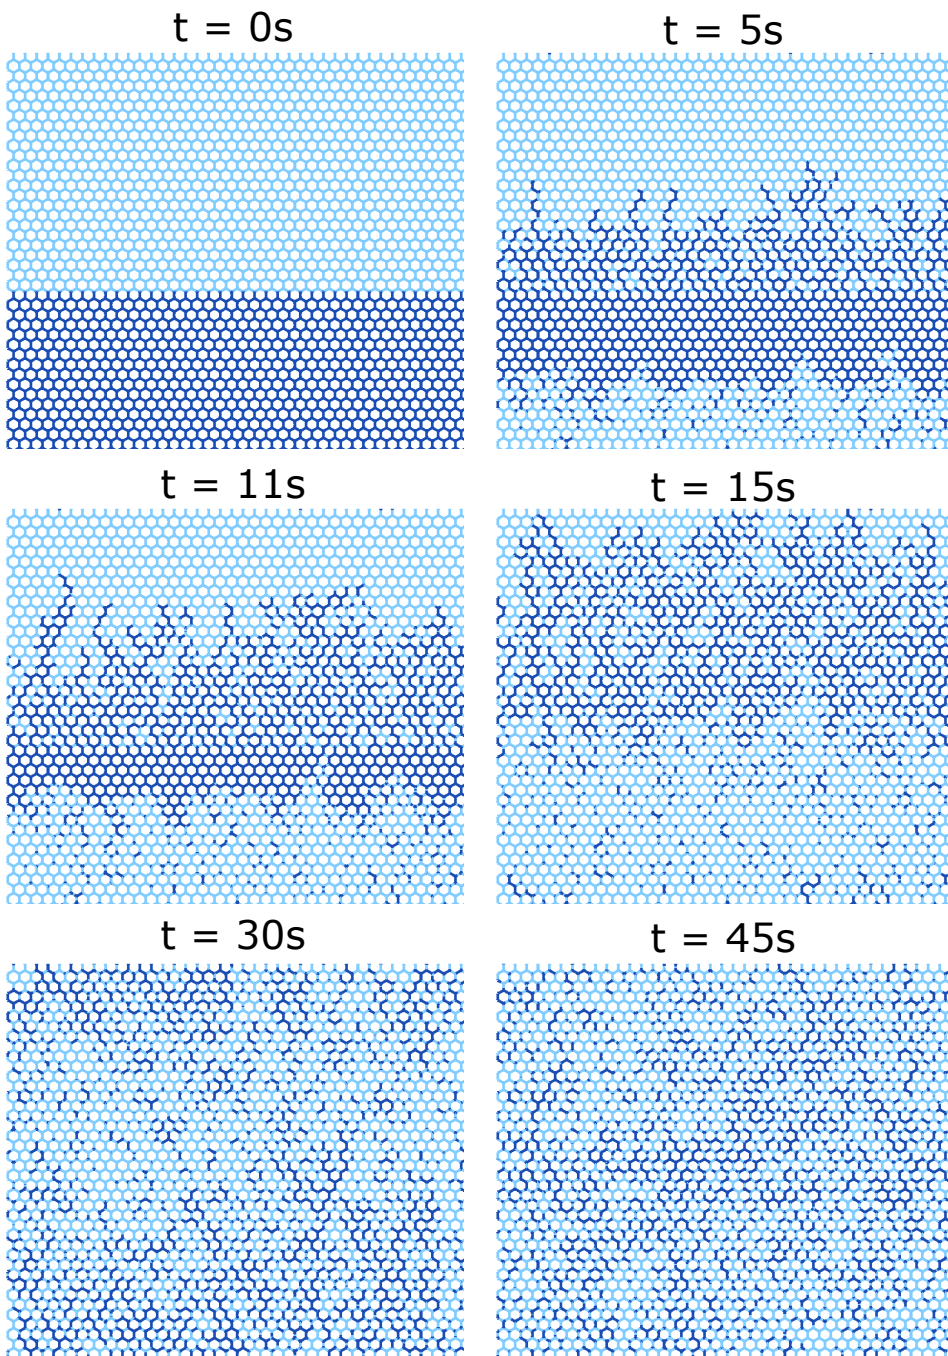 t = 0s
t = 5s
t = 11s
t = 15s
t = 30s
t = 45s